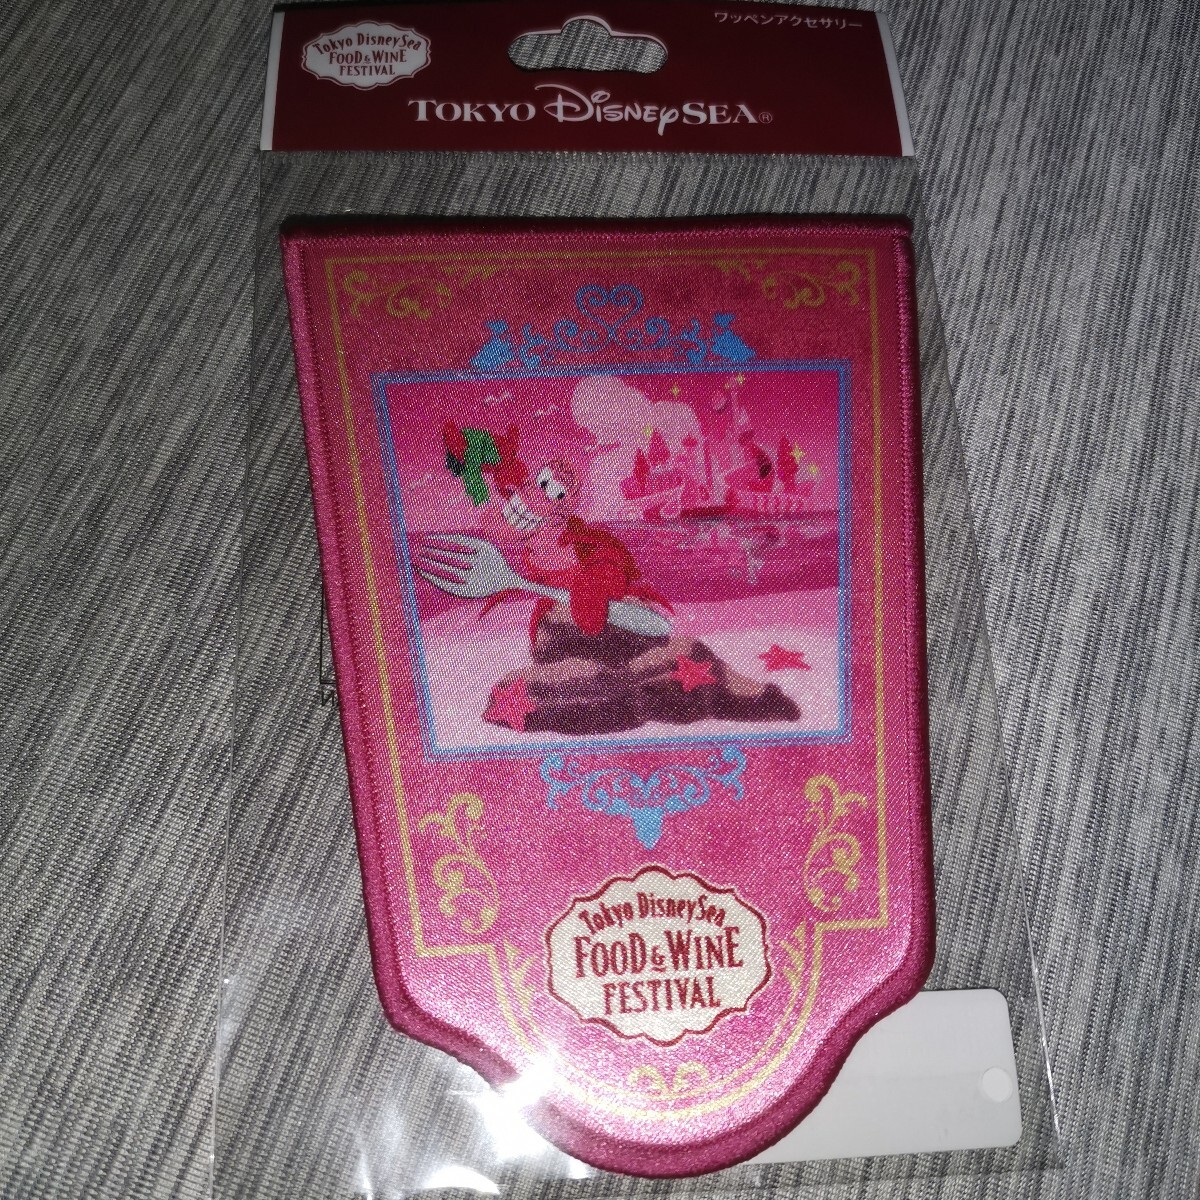 Tokyo DisneySea
FOOD & WINE
FESTIVAL
ワッペンアクセサリー
TOKYO DISNEYSEA®
Tokyo DisneySea
FOOD & WINE
FESTIVAL